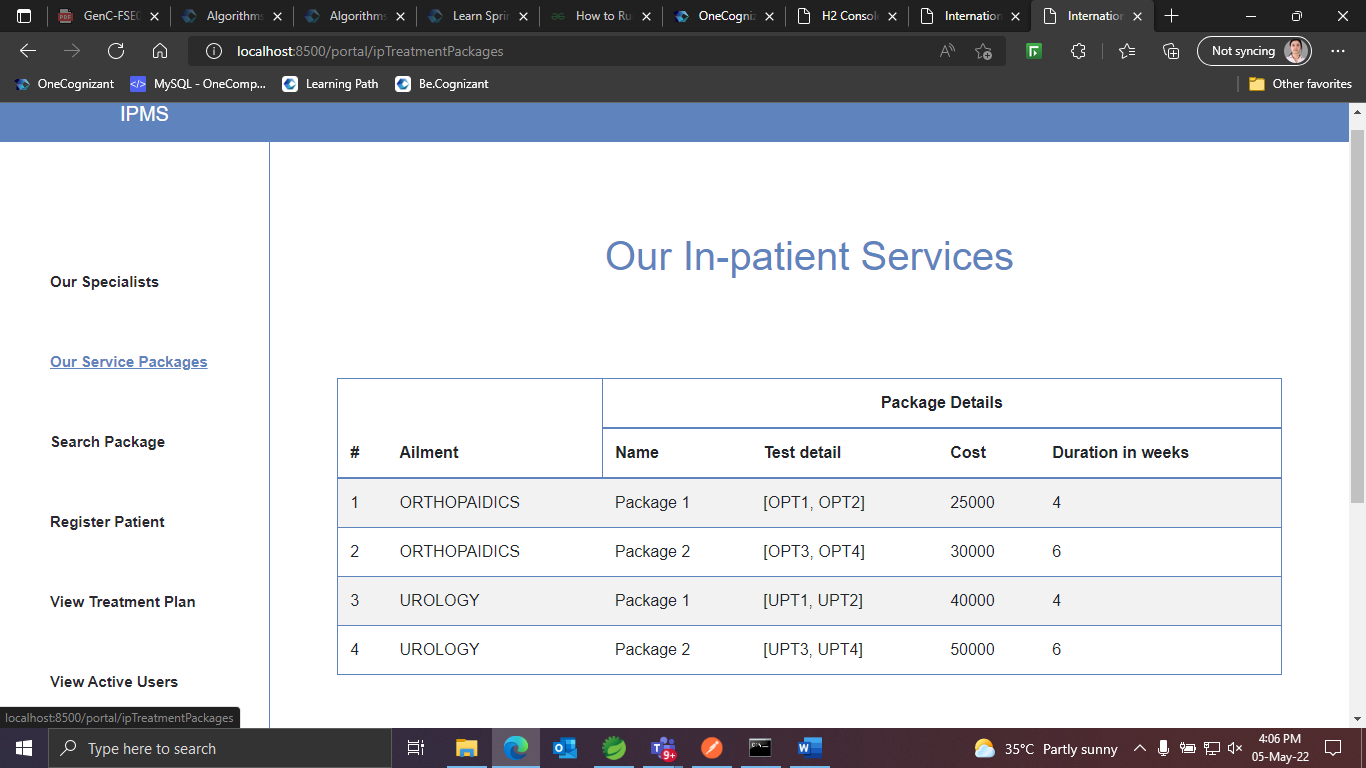 GenC-FSE
Algorithms
Algorithms
Learn Spri
How to Ru
OneCogniz
H2 Consol
Internation
Internation
localhost:8500/portal/ipTreatmentPackages
Not syncing
OneCognizant
MySQL - OneComp...
Learning Path
Be.Cognizant
Other favorites
IPMS
Our Specialists
Our Service Packages
Search Package
Register Patient
View Treatment Plan
View Active Users
Our In-patient Services
Package Details
# Ailment Name Test detail Cost Duration in weeks
1 ORTHOPAIDICS Package 1 [OPT1, OPT2] 25000 4
2 ORTHOPAIDICS Package 2 [OPT3, OPT4] 30000 6
3 UROLOGY Package 1 [UPT1, UPT2] 40000 4
4 UROLOGY Package 2 [UPT3, UPT4] 50000 6
localhost:8500/portal/ipTreatmentPackages
Type here to search
9+
35°C Partly sunny
4:06 PM
05-May-22